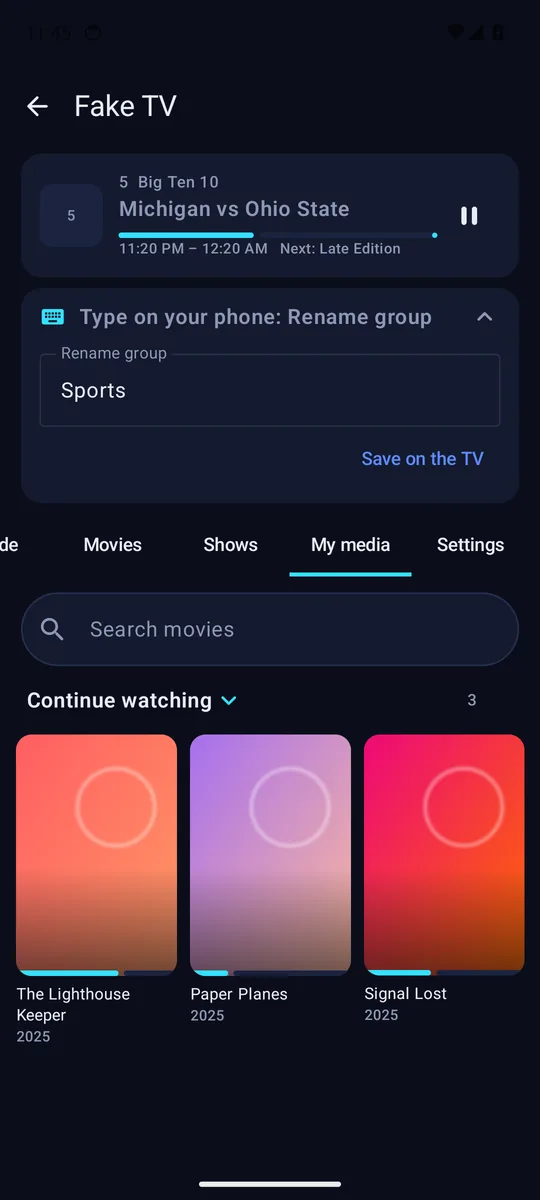 11:45
Fake TV
5
5 Big Ten 10
Michigan vs Ohio State
11:20 PM – 12:20 AM Next: Late Edition
Type on your phone: Rename group
Rename group
Sports
Save on the TV
de
Movies
Shows
My media
Settings
Search movies
Continue watching
3
The Lighthouse
Keeper
2025
Paper Planes
2025
Signal Lost
2025